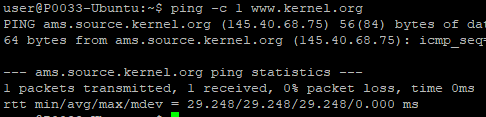 user@P0033-Ubuntu:~$ ping -c 1 www.kernel.org
PING ams.source.kernel.org (145.40.68.75) 56(84) bytes of dat
64 bytes from ams.source.kernel.org (145.40.68.75): icmp_seq=
--- ams.source.kernel.org ping statistics ---
1 packets transmitted, 1 received, 0% packet loss, time 0ms
rtt min/avg/max/mdev = 29.248/29.248/29.248/0.000 ms